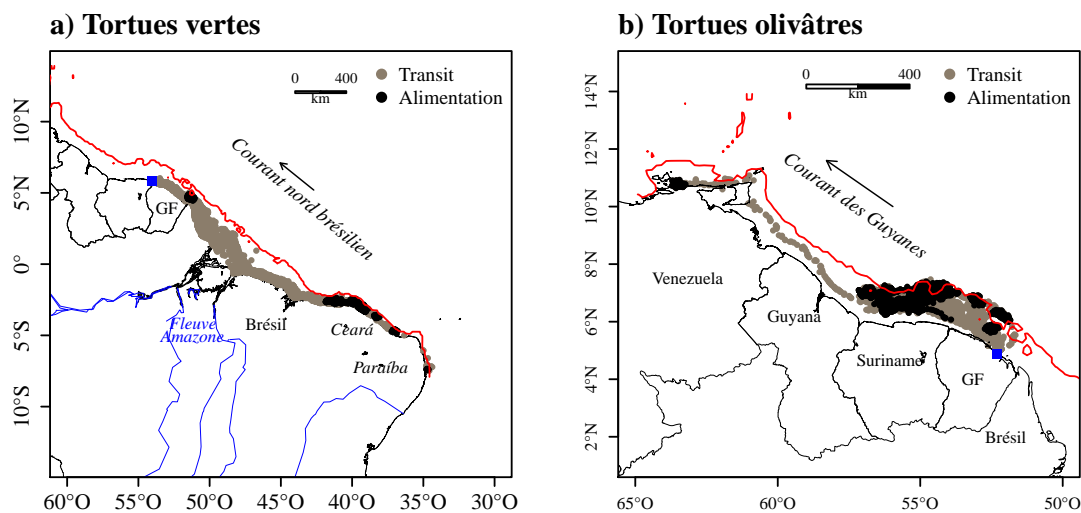 a) Tortues vertes
0 400
km
Transit
Alimentation
Courant nord brésilien
GF
Fleuve
Amazone
Brésil
Ceará
Paraíba
10°N
5°N
0°
5°S
10°S
60°O 55°O 50°O 45°O 40°O 35°O 30°O
b) Tortues olivâtres
0 400
km
Transit
Alimentation
Courant des Guyanes
Venezuela
Guyana
Suriname
GF
Brésil
14°N
12°N
10°N
8°N
6°N
4°N
2°N
65°O 60°O 55°O 50°O